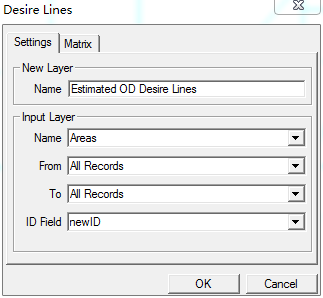 Desire Lines
Settings Matrix
New Layer
Name Estimated OD Desire Lines
Input Layer
Name Areas
From All Records
To All Records
ID Field newID
OK Cancel